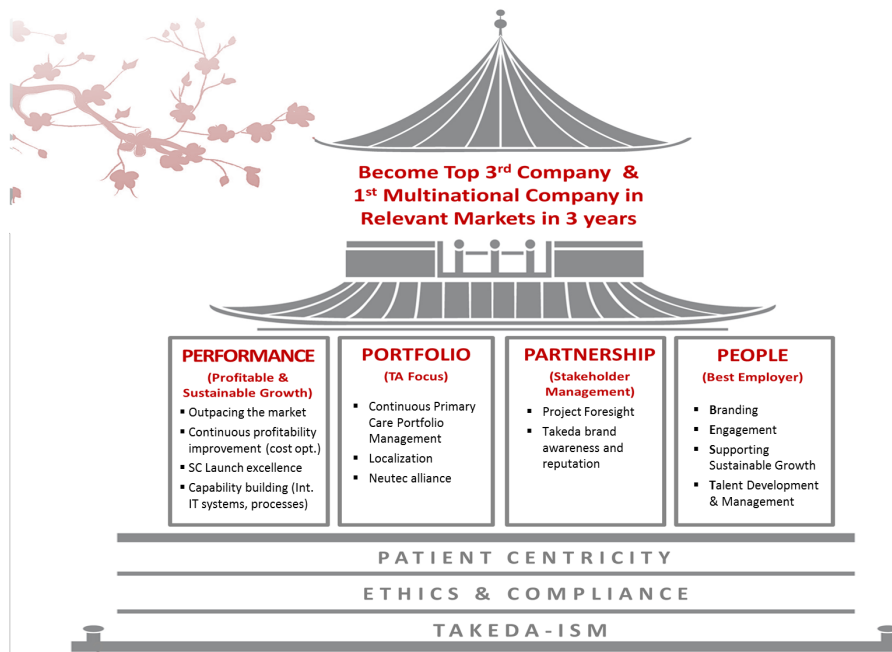 Become Top 3rd Company &
1st Multinational Company in
Relevant Markets in 3 years
PERFORMANCE
(Profitable &
Sustainable Growth)
▪ Outpacing the market
▪ Continuous profitability
improvement (cost opt.)
▪ SC Launch excellence
▪ Capability building (Int.
IT systems, processes)
PORTFOLIO
(TA Focus)
▪ Continuous Primary
Care Portfolio
Management
▪ Localization
▪ Neutec alliance
PARTNERSHIP
(Stakeholder
Management)
▪ Project Foresight
▪ Takeda brand
awareness and
reputation
PEOPLE
(Best Employer)
▪ Branding
▪ Engagement
▪ Supporting
Sustainable Growth
▪ Talent Development
& Management
PATIENT CENTRICITY
ETHICS & COMPLIANCE
TAKEDA-ISM